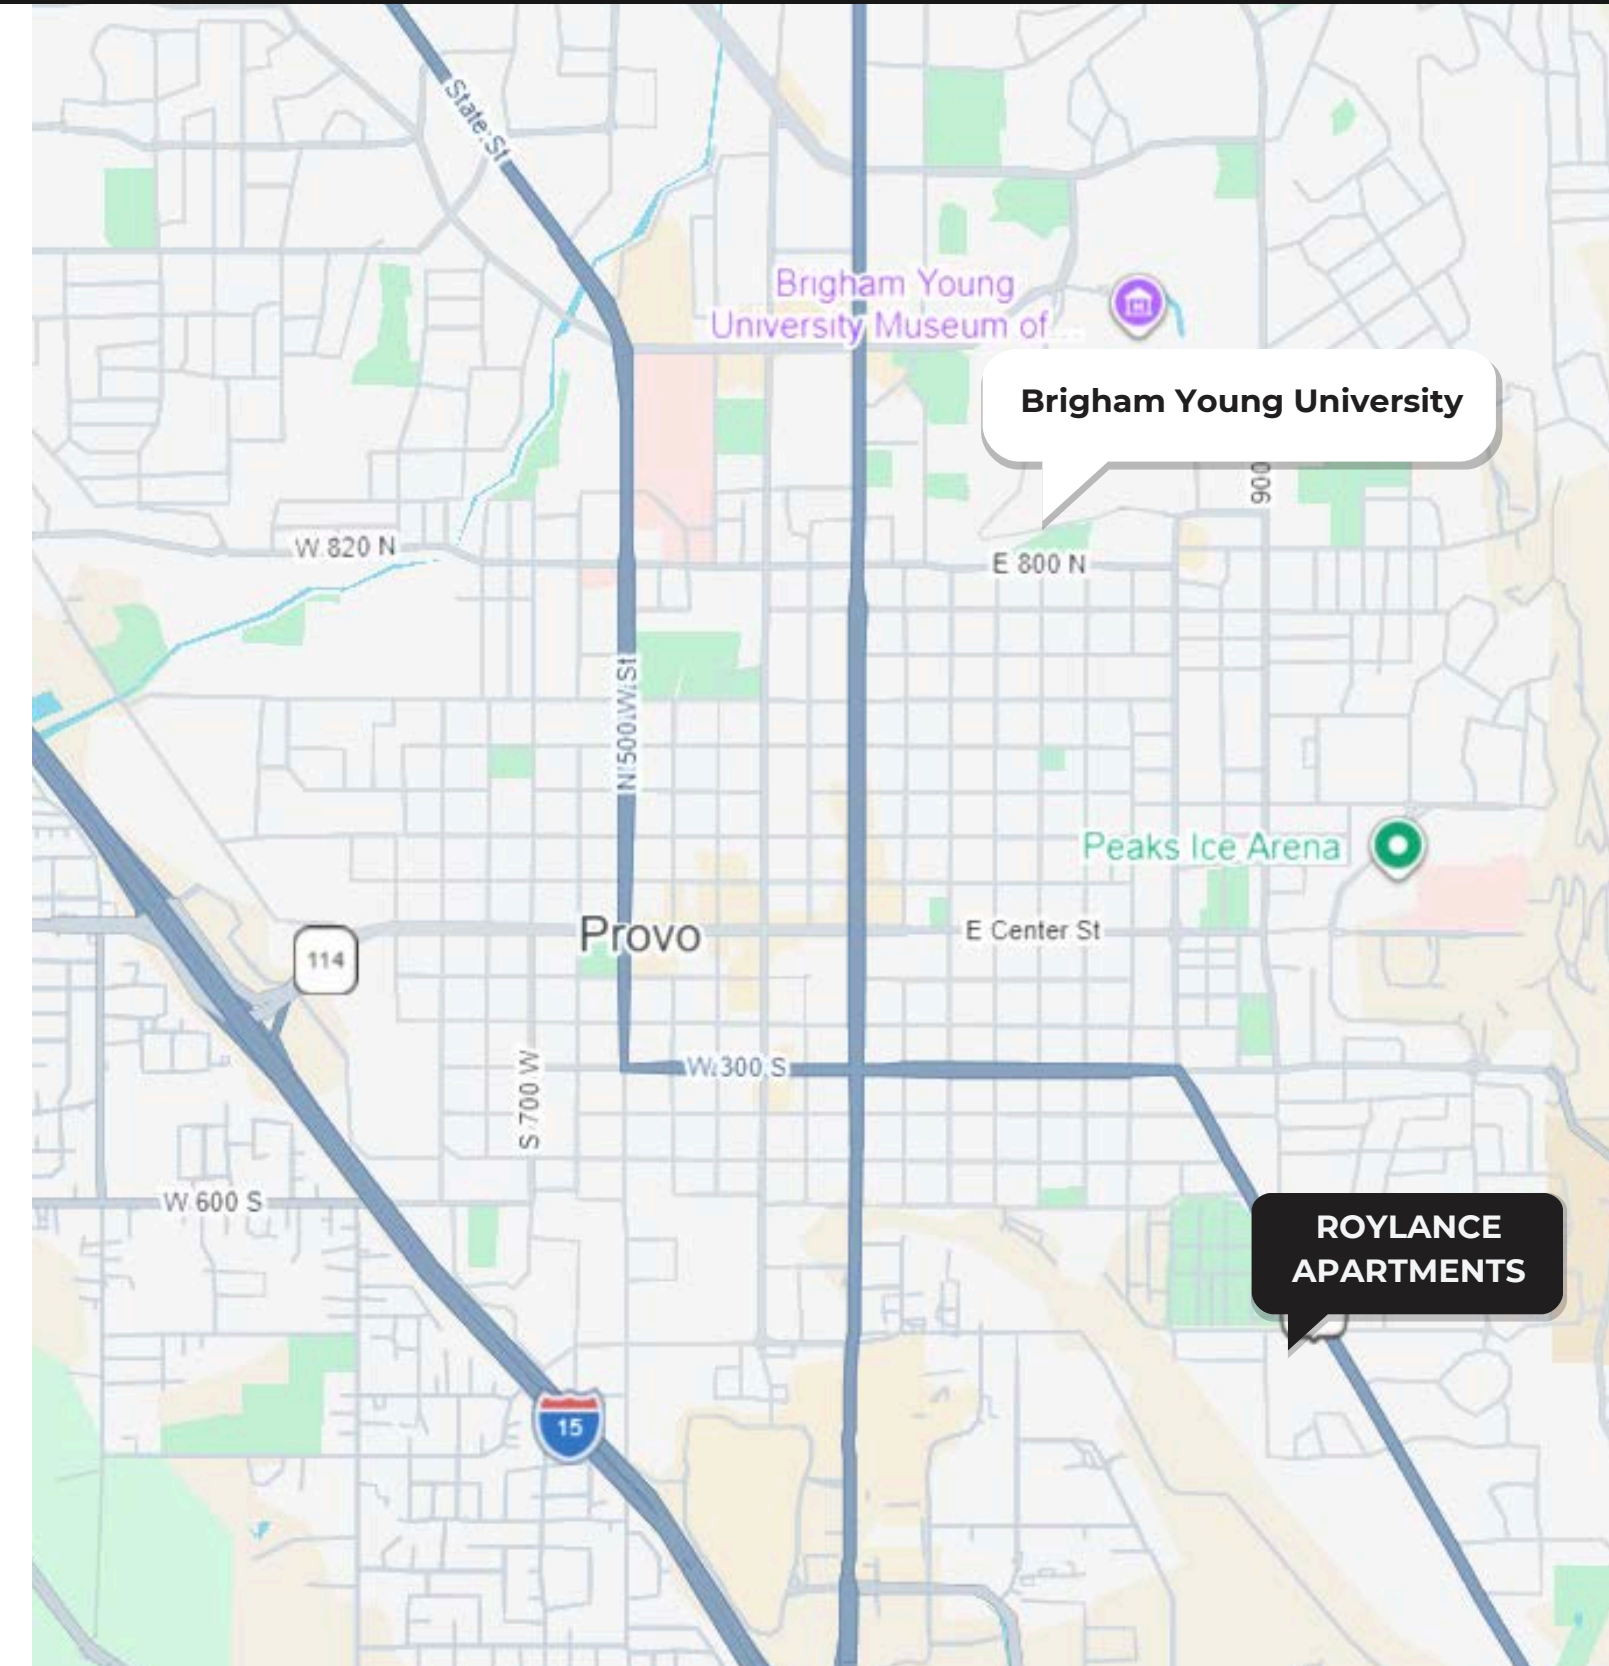 State St
Brigham Young
University Museum of...
Brigham Young University
900
W 820 N
E 800 N
N 500 W St
Peaks Ice Arena
Provo
E Center St
114
W 300 S
S 700 W
W 600 S
ROYLANCE
APARTMENTS
15